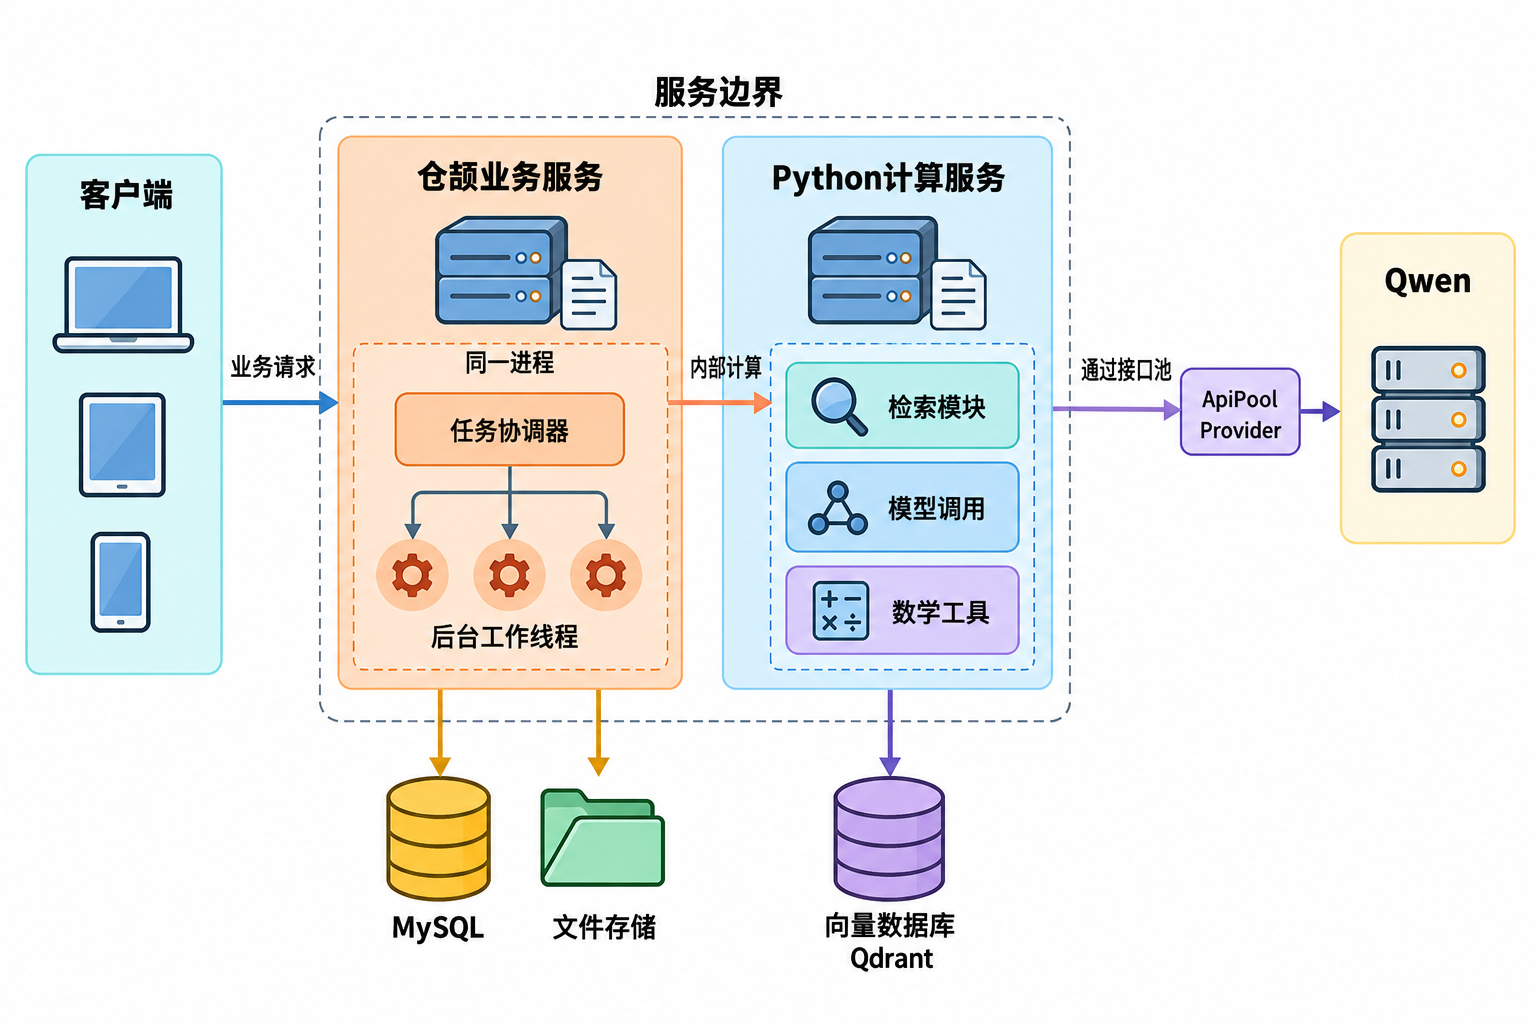 服务边界
客户端
仓颉业务服务
Python计算服务
Qwen
业务请求
同一进程
内部计算
通过接口池
任务协调器
检索模块
ApiPool
Provider
模型调用
数学工具
后台工作线程
MySQL
文件存储
向量数据库
Qdrant